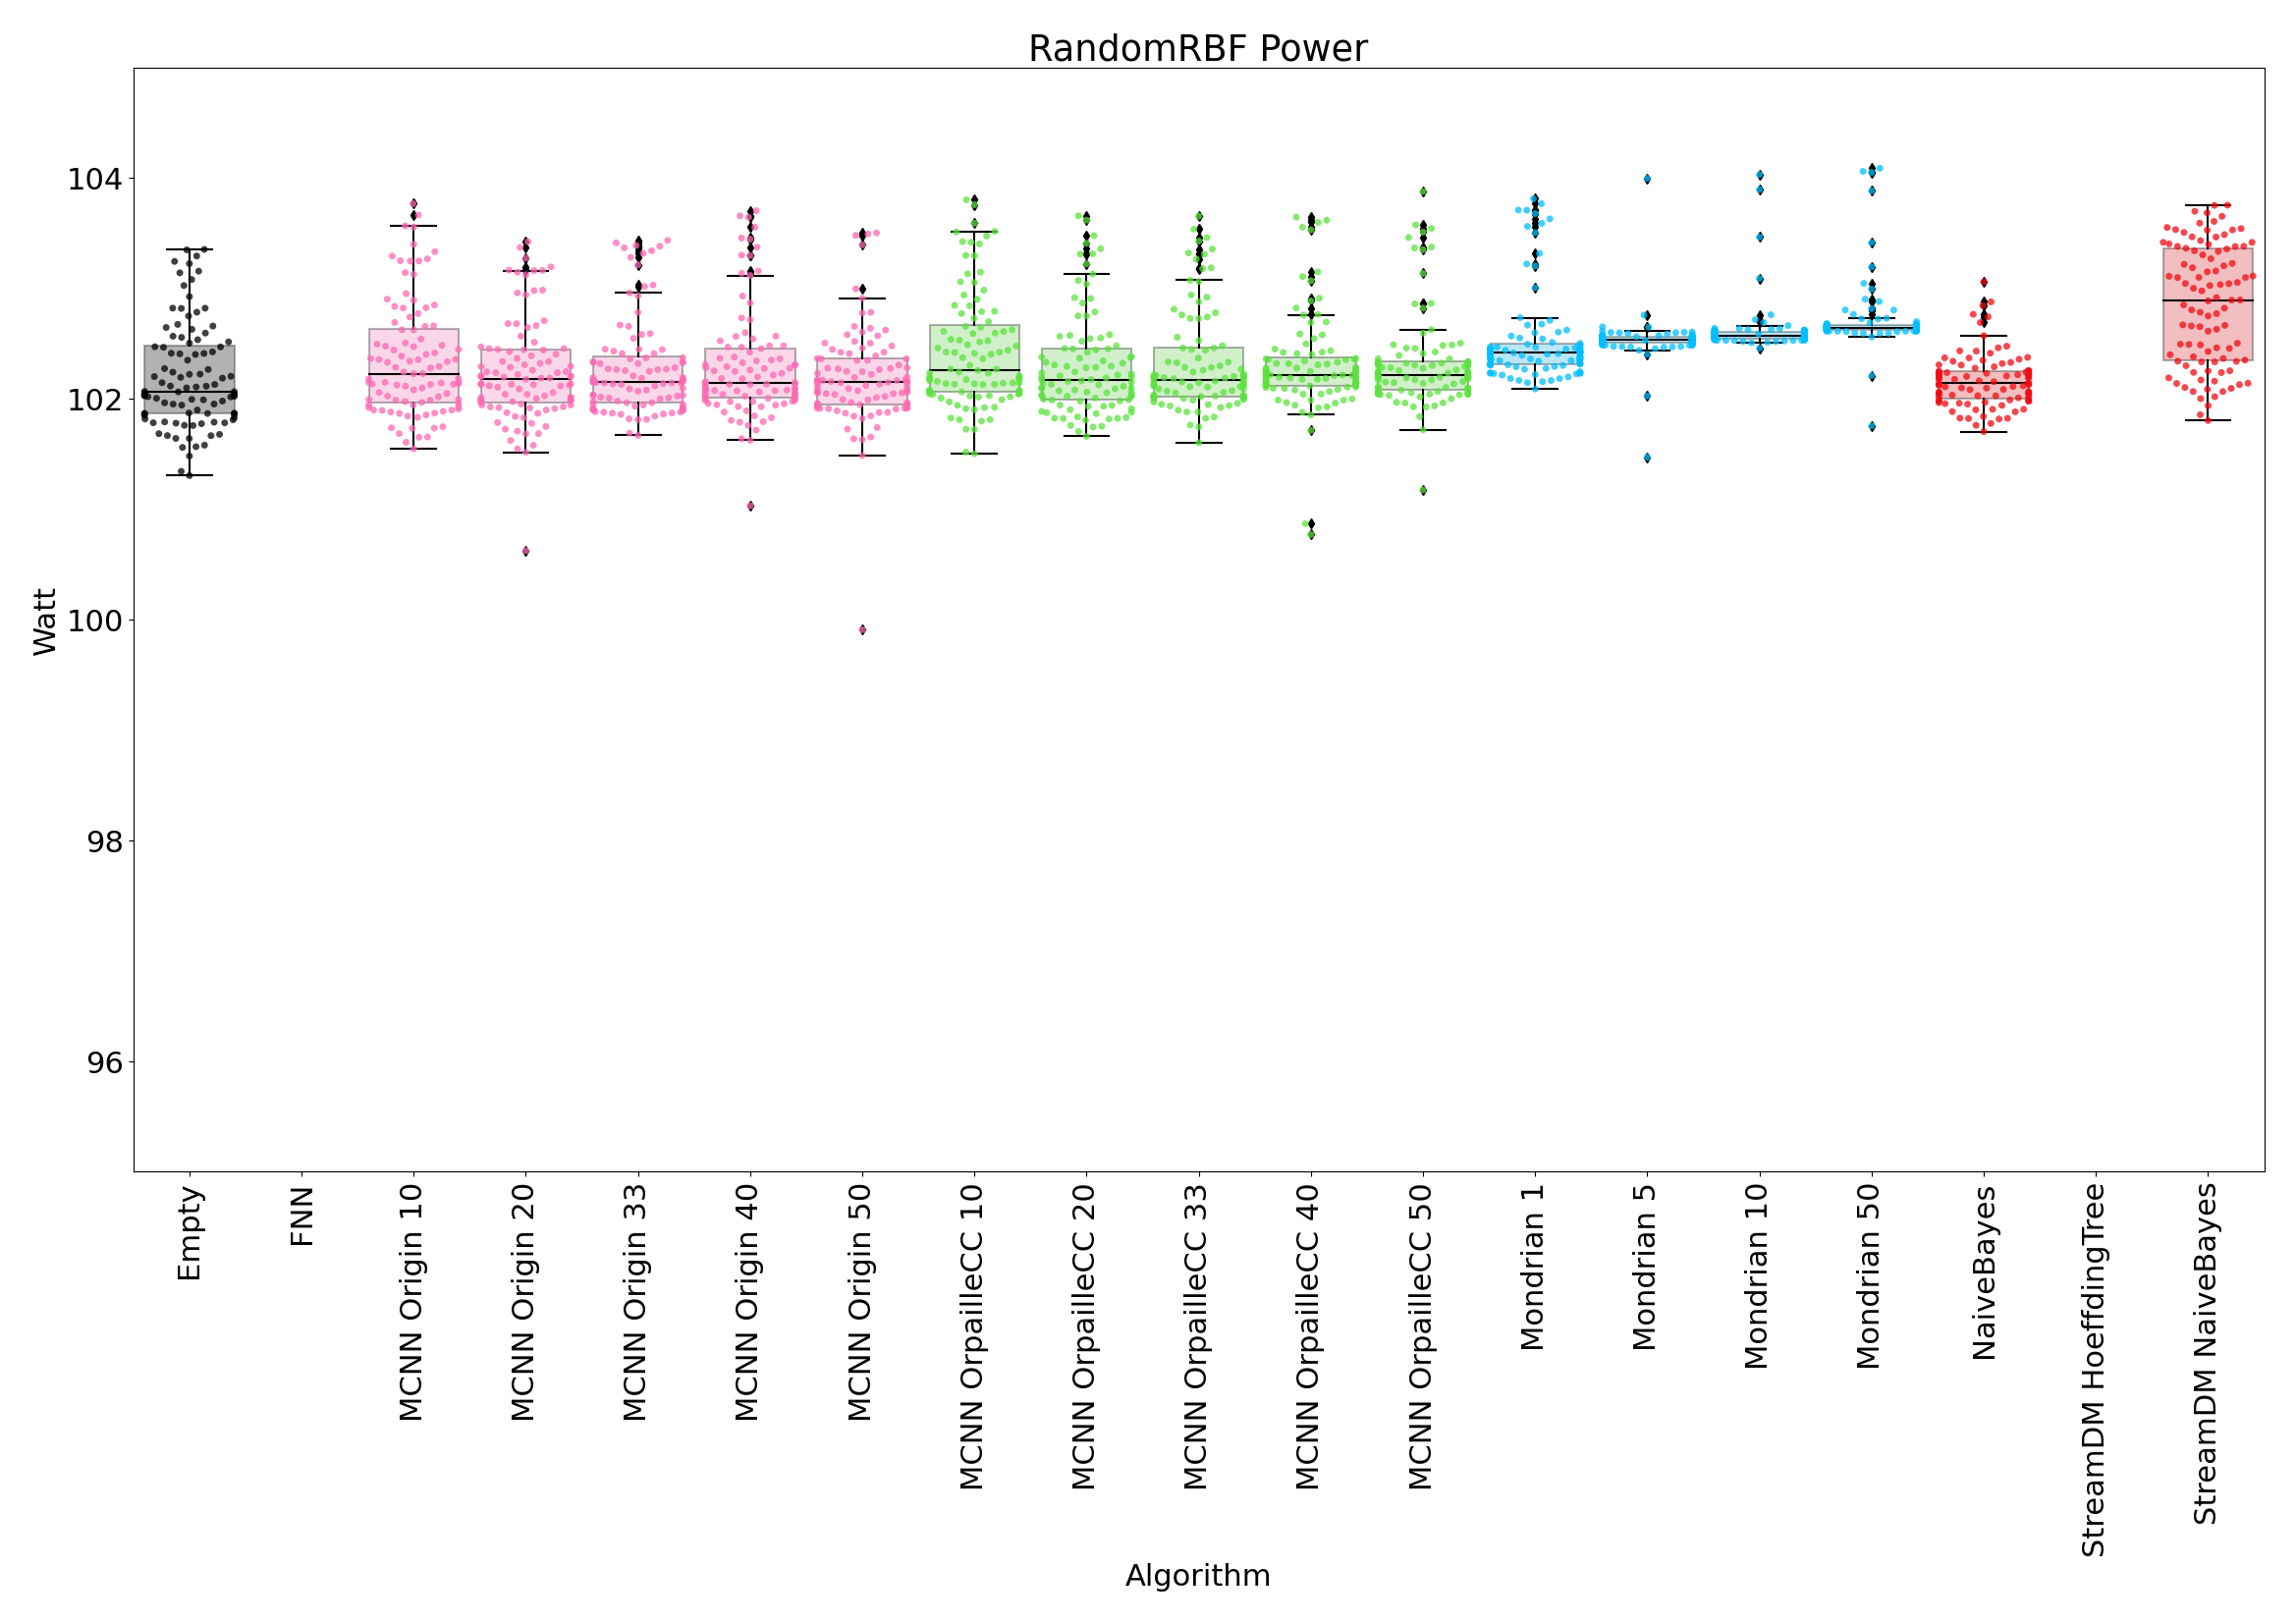 RandomRBF Power
Watt
104
102
100
98
96
Empty
FNN
MCNN Origin 10
MCNN Origin 20
MCNN Origin 33
MCNN Origin 40
MCNN Origin 50
MCNN OrpailleCC 10
MCNN OrpailleCC 20
MCNN OrpailleCC 33
MCNN OrpailleCC 40
MCNN OrpailleCC 50
Mondrian 1
Mondrian 5
Mondrian 10
Mondrian 50
NaiveBayes
StreamDM HoeffdingTree
StreamDM NaiveBayes
Algorithm